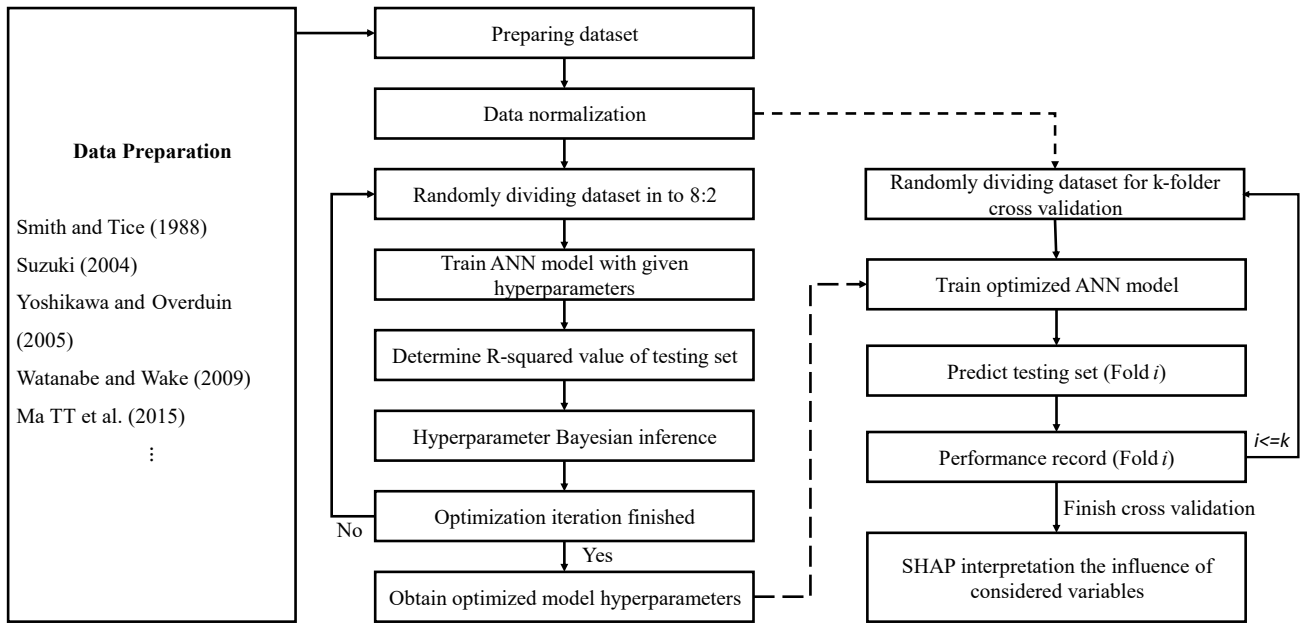 Data Preparation
Smith and Tice (1988)
Suzuki (2004)
Yoshikawa and Overduin
(2005)
Watanabe and Wake (2009)
Ma TT et al. (2015)
⋮
Preparing dataset
Data normalization
Randomly dividing dataset in to 8:2
Train ANN model with given
hyperparameters
Determine R-squared value of testing set
Hyperparameter Bayesian inference
Optimization iteration finished
No
Yes
Obtain optimized model hyperparameters
Randomly dividing dataset for k-folder
cross validation
Train optimized ANN model
Predict testing set (Fold i)
Performance record (Fold i)
i<=k
Finish cross validation
SHAP interpretation the influence of
considered variables